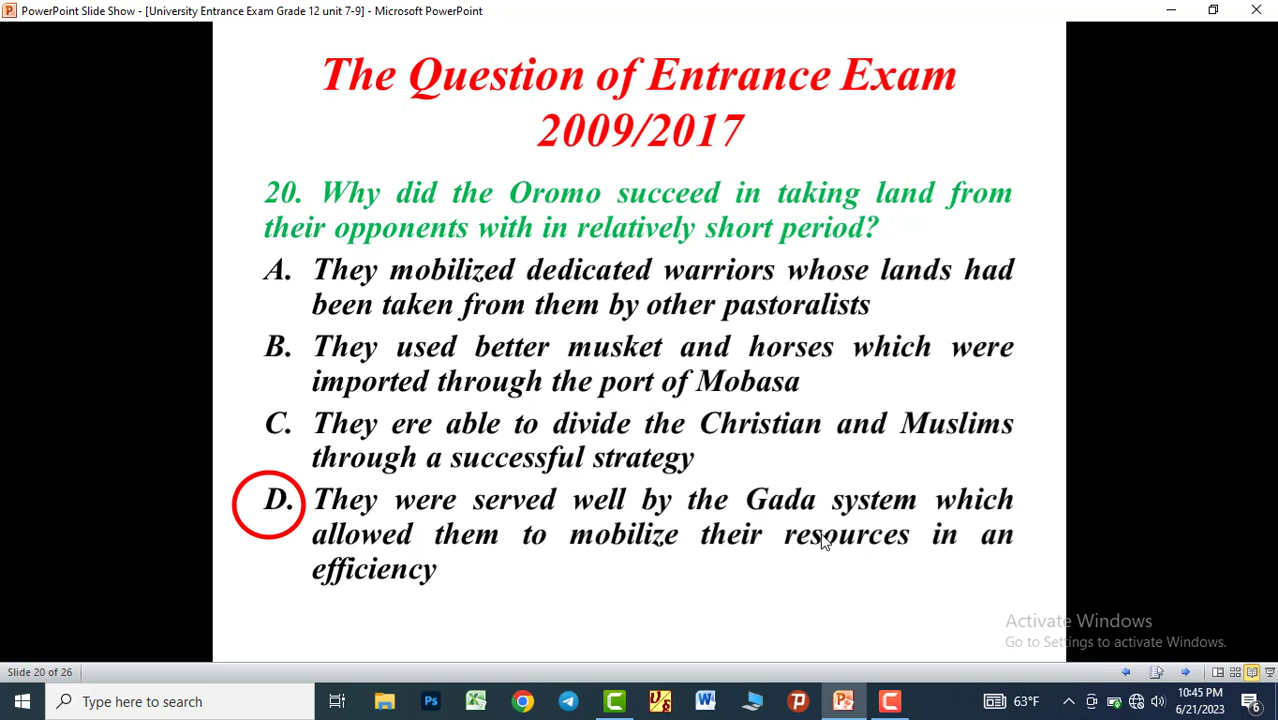 PowerPoint Slide Show - [University Entrance Exam Grade 12 unit 7-9] - Microsoft PowerPoint
The Question of Entrance Exam
2009/2017
20. Why did the Oromo succeed in taking land from
their opponents with in relatively short period?
A. They mobilized dedicated warriors whose lands had
been taken from them by other pastoralists
B. They used better musket and horses which were
imported through the port of Mobasa
C. They ere able to divide the Christian and Muslims
through a successful strategy
D. They were served well by the Gada system which
allowed them to mobilize their resources in an
efficiency
Activate Windows
Go to Settings to activate Windows.
Slide 20 of 26
Type here to search
63°F
10:45 PM
6/21/2023
6